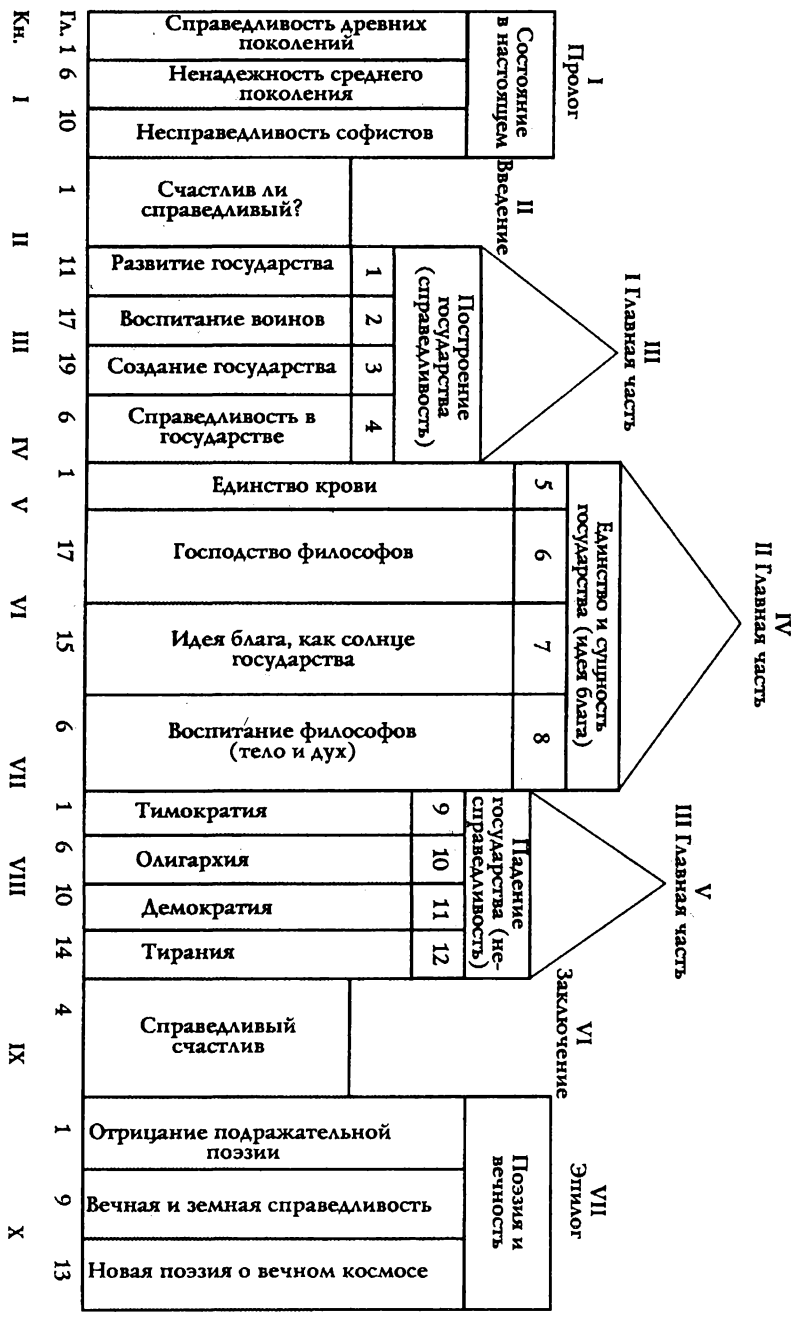 I
Пролог
Состояние
в настоящем
Справедливость древних
поколений
Ненадежность среднего
поколения
Несправедливость софистов
II
Введение
Счастлив ли
справедливый?
III
I Главная часть
Построение
государства
(справедливость)
1
Развитие государства
2
Воспитание воинов
3
Создание государства
4
Справедливость в
государстве
IV
II Главная часть
Единство и сущность
государства (идея блага)
5
Единство крови
6
Господство философов
7
Идея блага, как солнце
государства
8
Воспитание философов
(тело и дух)
V
III Главная часть
Падение
государства (не-
справедливость)
9
Тимократия
10
Олигархия
11
Демократия
12
Тирания
VI
Заключение
Справедливый
счастлив
VII
Эпилог
Поэзия и
вечность
Отрицание подражательной
поэзии
Вечная и земная справедливость
Новая поэзия о вечном космосе
Гл. 1 6 10 1 11 17 19 6 1 17 15 6 1 6 10 14 4 1 9 13
Кн. I II III IV V VI VII VIII IX X